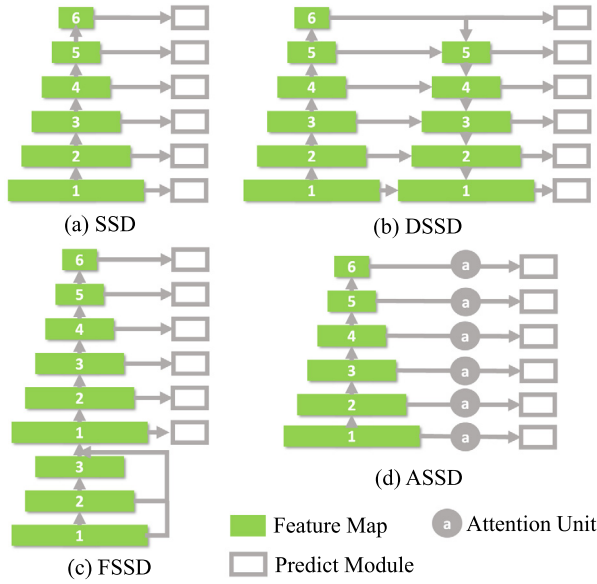 6
5
4
3
2
1
(a) SSD
6
5
5
4
4
3
3
2
2
1
1
(b) DSSD
6
5
4
3
2
1
3
2
1
(c) FSSD
6 a
5 a
4 a
3 a
2 a
1 a
(d) ASSD
Feature Map
a Attention Unit
Predict Module